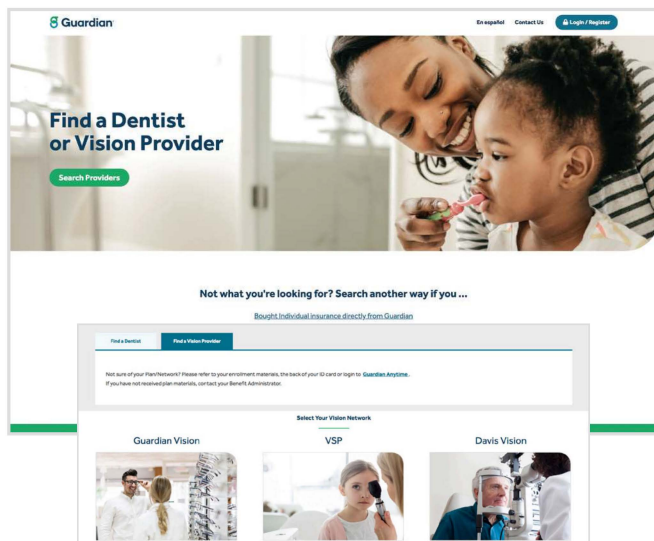 Guardian
En español Contact Us Login / Register
Find a Dentist
or Vision Provider
Search Providers
Not what you're looking for? Search another way if you ...
Bought Individual insurance directly from Guardian
Find a Dentist Find a Vision Provider
Not sure of your Plan/Network? Please refer to your enrollment materials, the back of your ID card or login to Guardian Anytime.
If you have not received plan materials, contact your Benefit Administrator.
Select Your Vision Network
Guardian Vision VSP Davis Vision